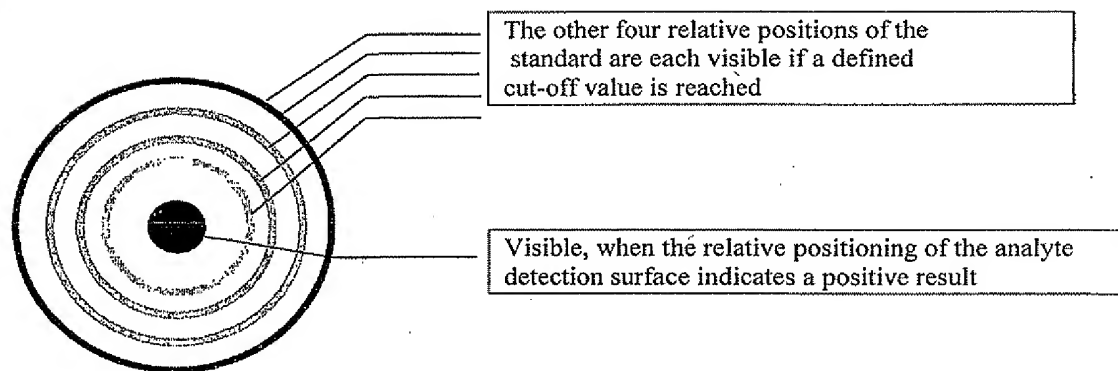 The other four relative positions of the
standard are each visible if a defined
cut-off value is reached
Visible, when the relative positioning of the analyte
detection surface indicates a positive result